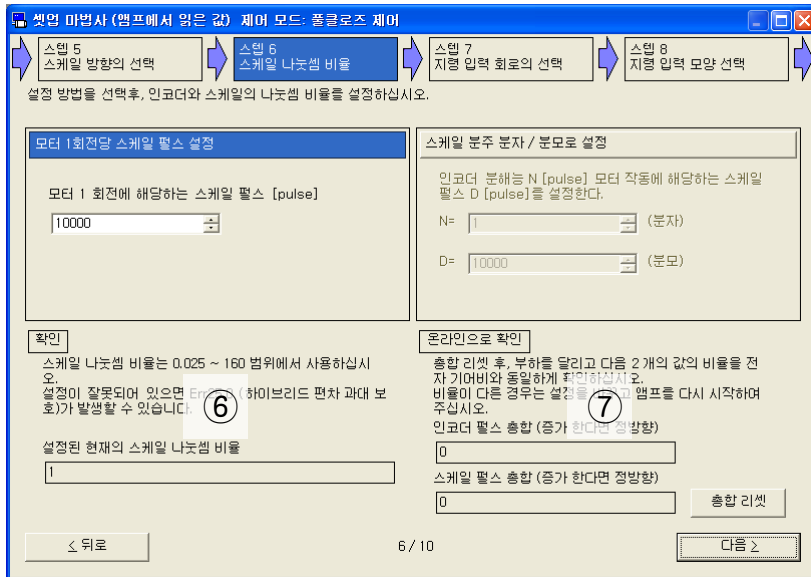 셋업 마법사 (앰프에서 읽은 값) 제어 모드: 풀클로즈 제어
스텝 5
스케일 방향의 선택
스텝 6
스케일 나눗셈 비율
스텝 7
지령 입력 회로의 선택
스텝 8
지령 입력 모양 선택
설정 방법을 선택후, 인코더와 스케일의 나눗셈 비율를 설정하십시오.
모터 1회전당 스케일 펄스 설정
모터 1 회전에 해당하는 스케일 펄스 [pulse]
10000
스케일 분주 분자 / 분모로 설정
인코더 분해능 N [pulse] 모터 작동에 해당하는 스케일
펄스 D [pulse]를 설정한다.
N= 1 (분자)
D= 10000 (분모)
확인
스케일 나눗셈 비율는 0.025 ~ 160 범위에서 사용하십시
오.
설정이 잘못되어 있으면 (하이브리드 편차 과대 보
호)가 발생할 수 있습니다.
⑥
설정된 현재의 스케일 나눗셈 비율
1
온라인으로 확인
총합 리셋 후, 부하를 달리고 다음 2 개의 값의 비율을 전
자 기어비와 동일하게 확인하십시오.
비율이 다른 경우는 설정을 앰프를 다시 시작하여
주십시오.
⑦
인코더 펄스 총합 (증가 한다면 정방향)
0
스케일 펄스 총합 (증가 한다면 정방향)
0
총합 리셋
< 뒤로
6 / 10
다음 >